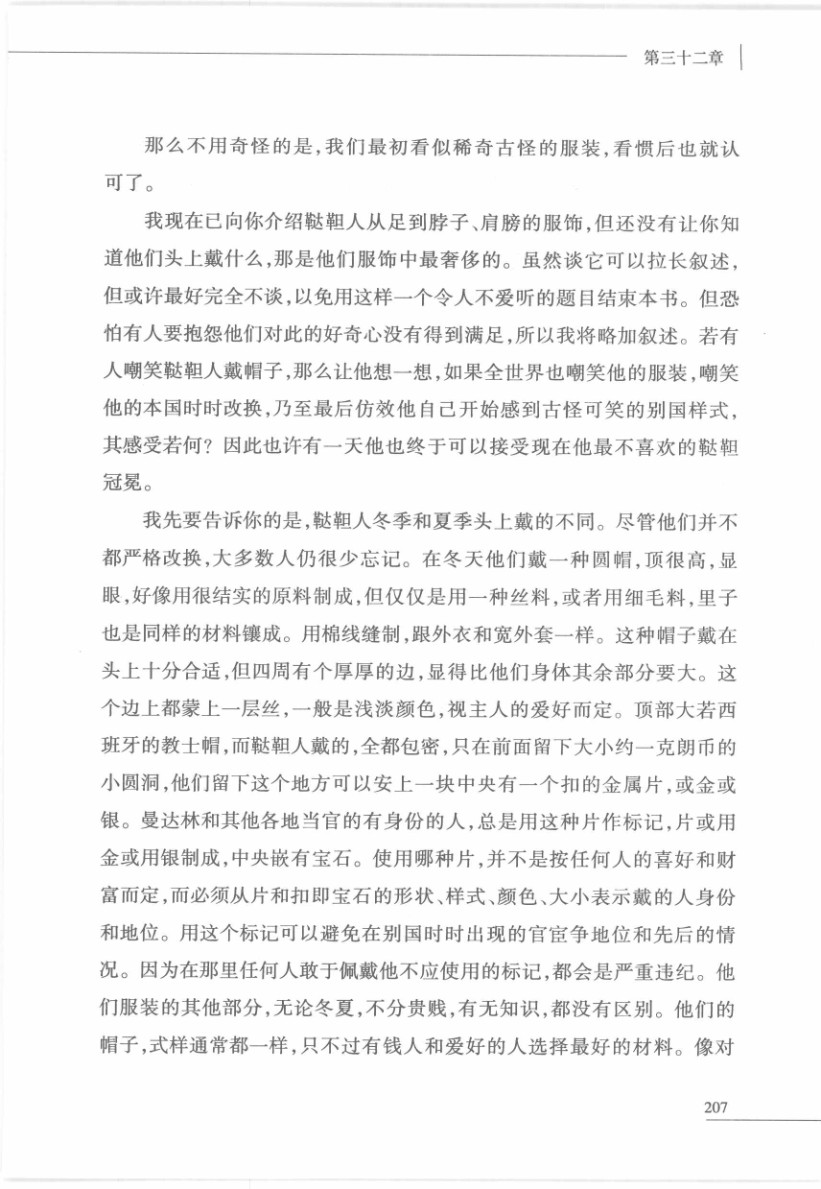 第三十二章
那么不用奇怪的是,我们最初看似稀奇古怪的服装,看惯后也就认
可了。
我现在已向你介绍鞑靼人从足到脖子、肩膀的服饰,但还没有让你知
道他们头上戴什么,那是他们服饰中最奢侈的。虽然谈它可以拉长叙述,
但或许最好完全不谈,以免用这样一个令人不爱听的题目结束本书。但恐
怕有人要抱怨他们对此的好奇心没有得到满足,所以我将略加叙述。若有
人嘲笑鞑靼人戴帽子,那么让他想一想,如果全世界也嘲笑他的服装,嘲笑
他的本国时时改换,乃至最后仿效他自己开始感到古怪可笑的别国样式,
其感受若何? 因此也许有一天他也终于可以接受现在他最不喜欢的鞑靼
冠冕。
我先要告诉你的是,鞑靼人冬季和夏季头上戴的不同。尽管他们并不
都严格改换,大多数人仍很少忘记。在冬天他们戴一种圆帽,顶很高,显
眼,好像用很结实的原料制成,但仅仅是用一种丝料,或者用细毛料,里子
也是同样的材料镶成。用棉线缝制,跟外衣和宽外套一样。这种帽子戴在
头上十分合适,但四周有个厚厚的边,显得比他们身体其余部分要大。这
个边上都蒙上一层丝,一般是浅淡颜色,视主人的爱好而定。顶部大若西
班牙的教士帽,而鞑靼人戴的,全都包密,只在前面留下大小约一克朗币的
小圆洞,他们留下这个地方可以安上一块中央有一个扣的金属片,或金或
银。曼达林和其他各地当官的有身份的人,总是用这种片作标记,片或用
金或用银制成,中央嵌有宝石。使用哪种片,并不是按任何人的喜好和财
富而定,而必须从片和扣即宝石的形状、样式、颜色、大小表示戴的人身份
和地位。用这个标记可以避免在别国时时出现的官宦争地位和先后的情
况。因为在那里任何人敢于佩戴他不应使用的标记,都会是严重违纪。他
们服装的其他部分,无论冬夏,不分贵贱,有无知识,都没有区别。他们的
帽子,式样通常都一样,只不过有钱人和爱好的人选择最好的材料。像对
207